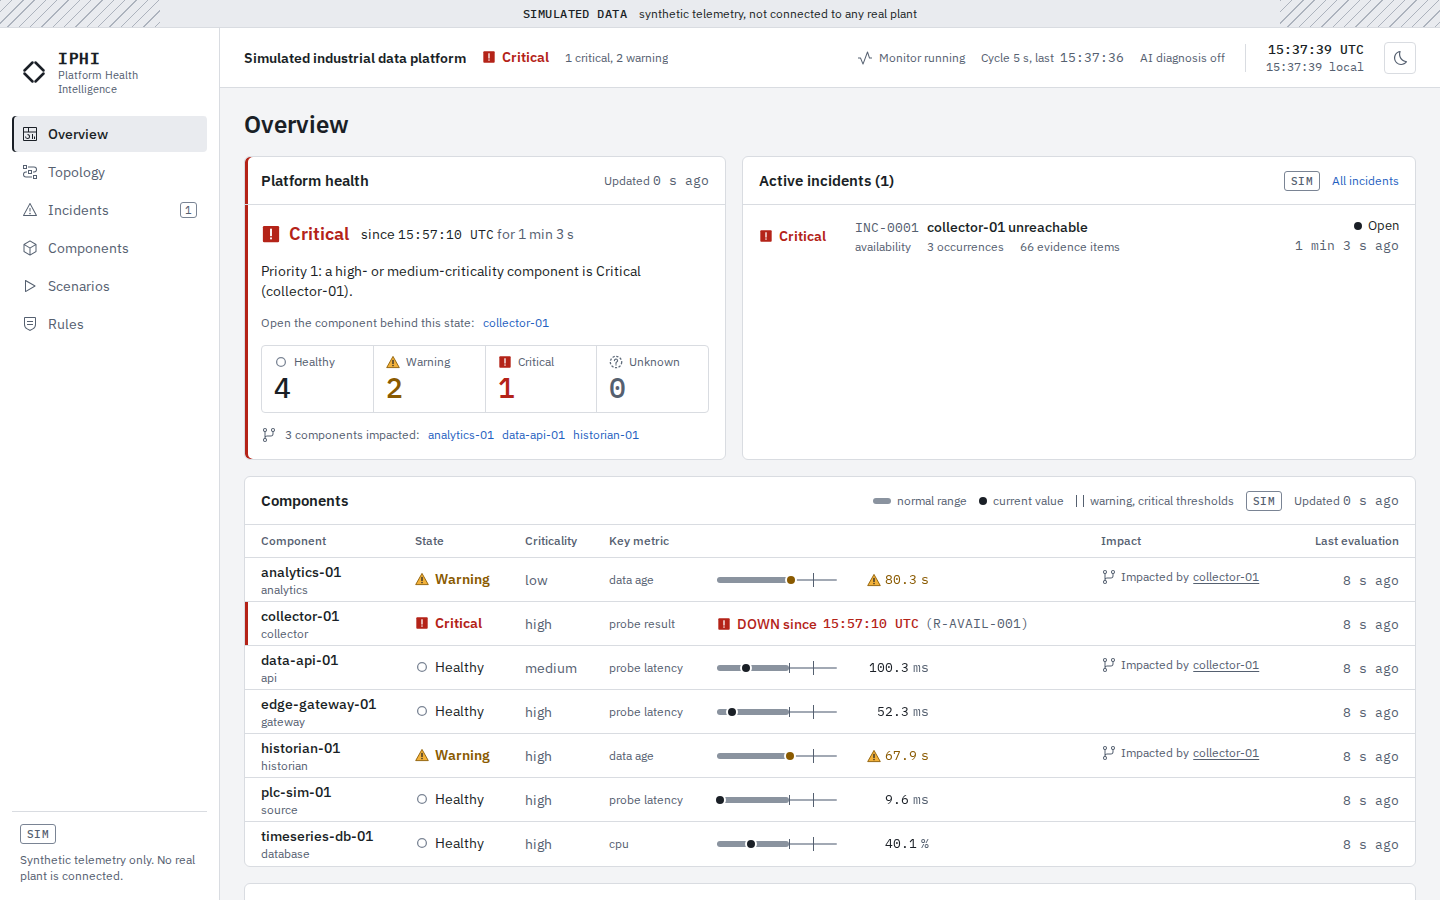 SIMULATED DATA synthetic telemetry, not connected to any real plant
IPHI
Platform Health
Intelligence
Overview
Topology
Incidents 1
Components
Scenarios
Rules
SIM
Synthetic telemetry only. No real
plant is connected.
Simulated industrial data platform Critical 1 critical, 2 warning Monitor running Cycle 5 s, last 15:37:36 AI diagnosis off 15:37:39 UTC
15:37:39 local
Overview
Platform health Updated 0 s ago
Critical since 15:57:10 UTC for 1 min 3 s
Priority 1: a high- or medium-criticality component is Critical
(collector-01).
Open the component behind this state: collector-01
Healthy Warning Critical Unknown
4 2 1 0
3 components impacted: analytics-01 data-api-01 historian-01
Active incidents (1) SIM All incidents
Critical INC-0001 collector-01 unreachable Open
availability 3 occurrences 66 evidence items 1 min 3 s ago
Components normal range current value warning, critical thresholds SIM Updated 0 s ago
Component State Criticality Key metric Impact Last evaluation
analytics-01 Warning low data age 80.3 s Impacted by collector-01 8 s ago
analytics
collector-01 Critical high probe result DOWN since 15:57:10 UTC (R-AVAIL-001) 8 s ago
collector
data-api-01 Healthy medium probe latency 100.3 ms Impacted by collector-01 8 s ago
api
edge-gateway-01 Healthy high probe latency 52.3 ms 8 s ago
gateway
historian-01 Warning high data age 67.9 s Impacted by collector-01 8 s ago
historian
plc-sim-01 Healthy high probe latency 9.6 ms 8 s ago
source
timeseries-db-01 Healthy high cpu 40.1 % 8 s ago
database